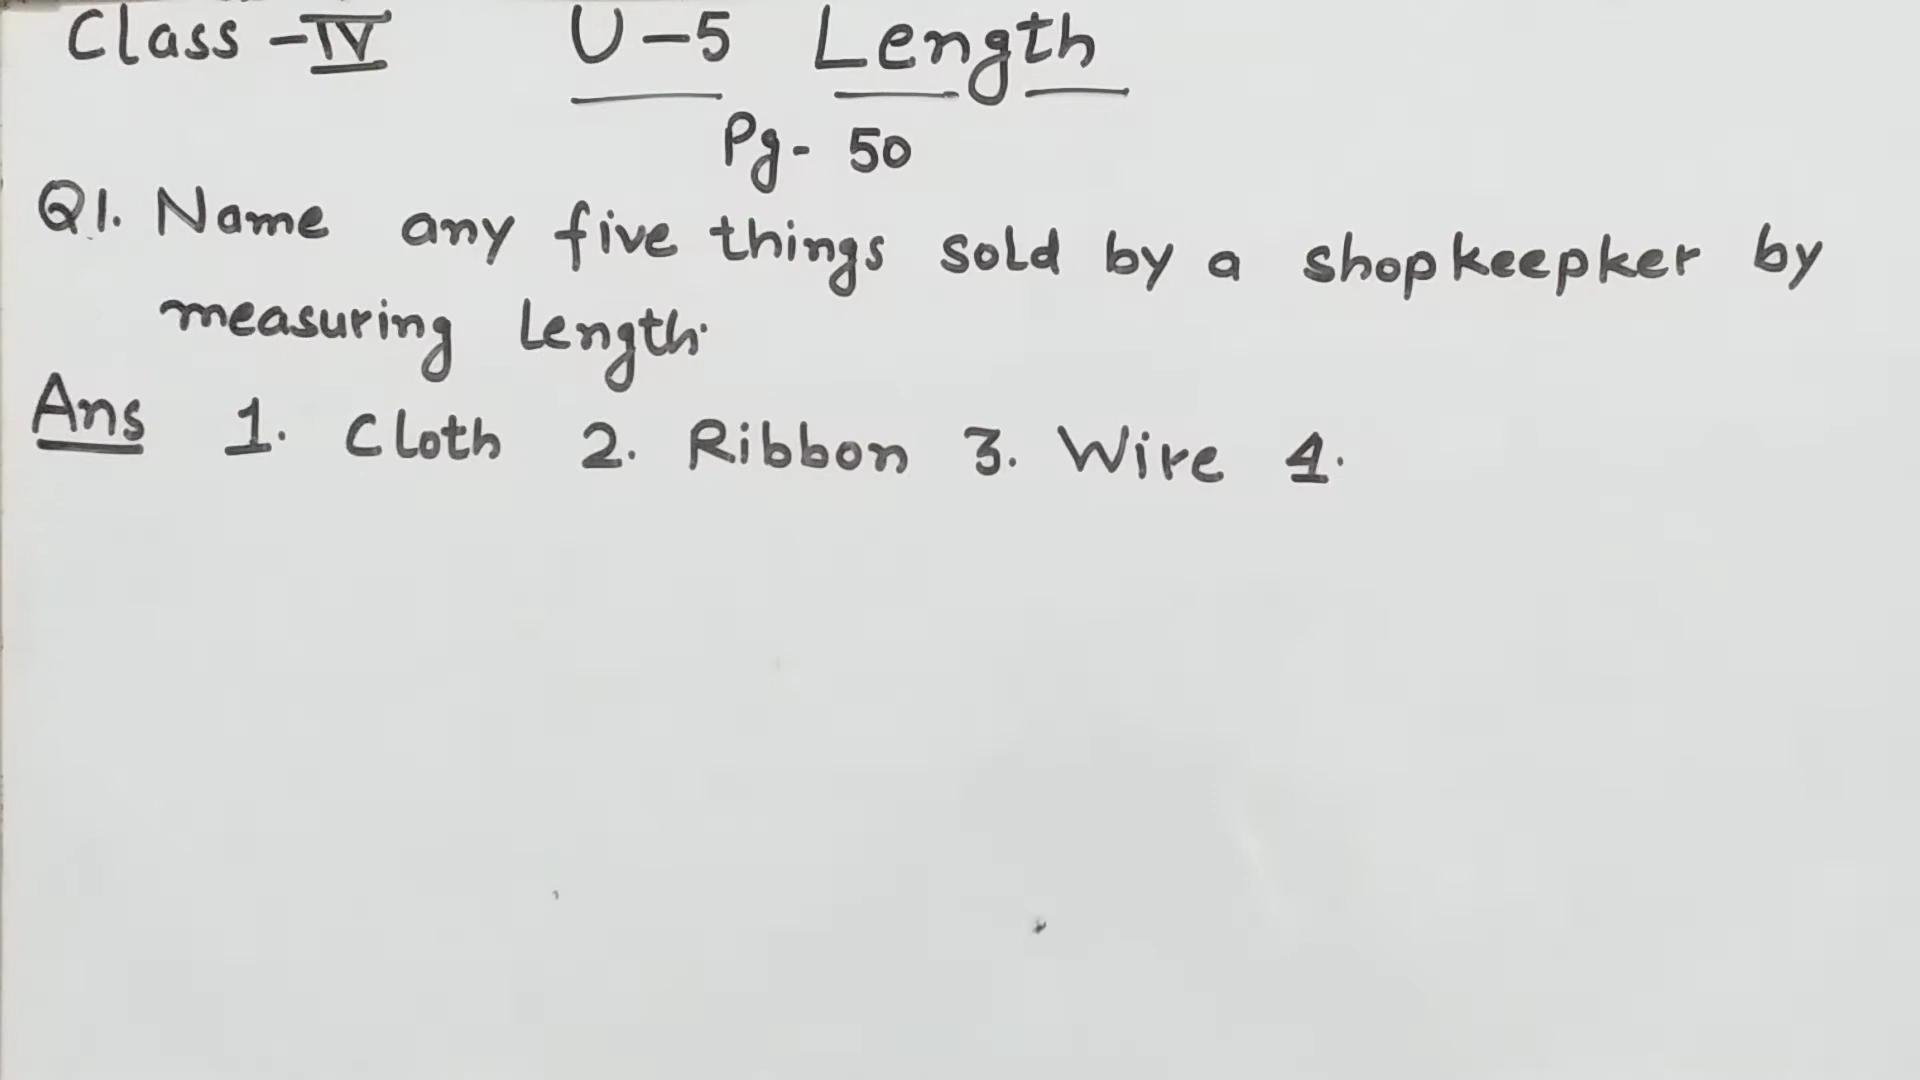 Class - IV U-5 Length
Pg- 50
Q1. Name any five things sold by a shopkeepker by
measuring Length.
Ans 1. Cloth 2. Ribbon 3. Wire 4.